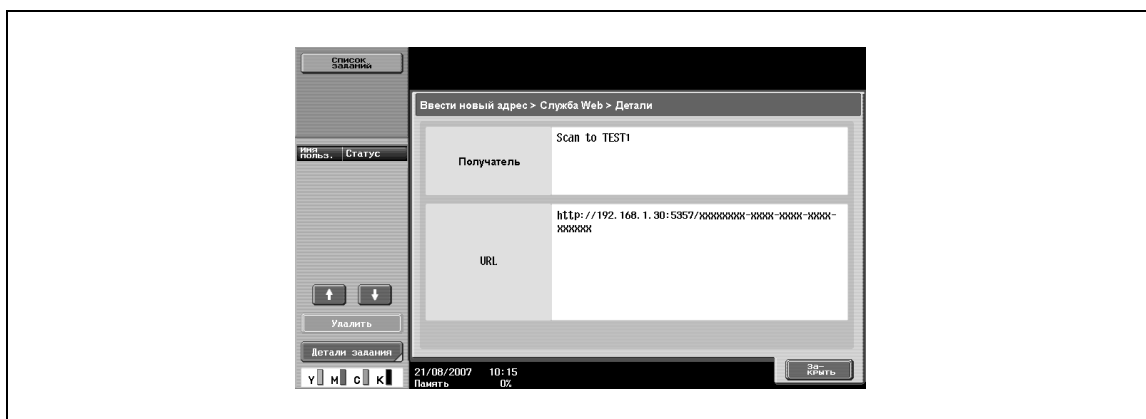 Список
заданий
Ввести новый адрес > Служба Web > Детали
Имя
польз.
Статус
Получатель
Scan to TEST1
URL
http://192.168.1.30:5357/XXXXXXXX-XXXX-XXXX-XXXX-
XXXXXX
Удалить
Детали задания
Y M C K
21/08/2007 10:15
Память 0%
За-
крыть